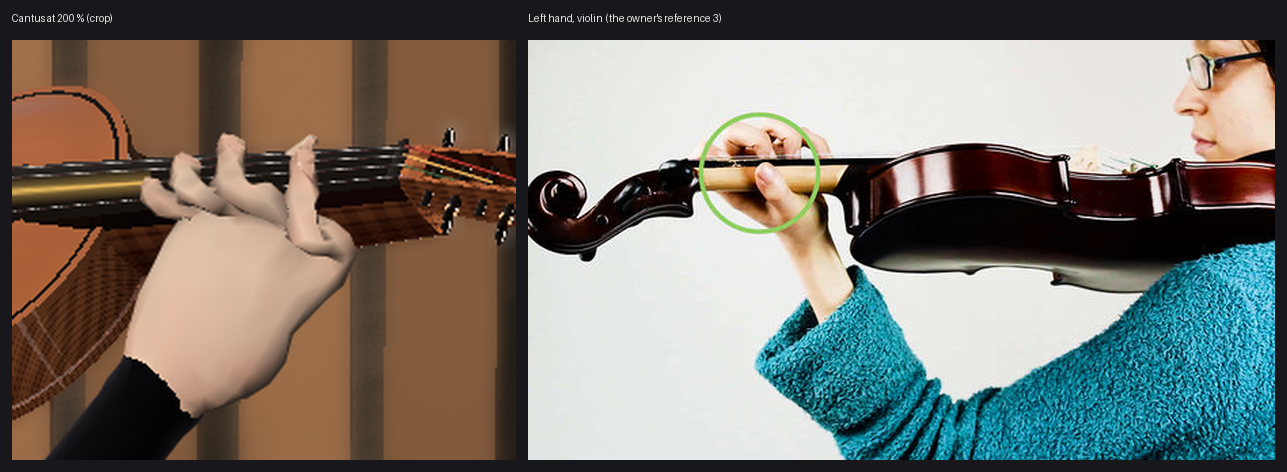 Cantus at 200 % (crop)
Left hand, violin (the owner's reference 3)